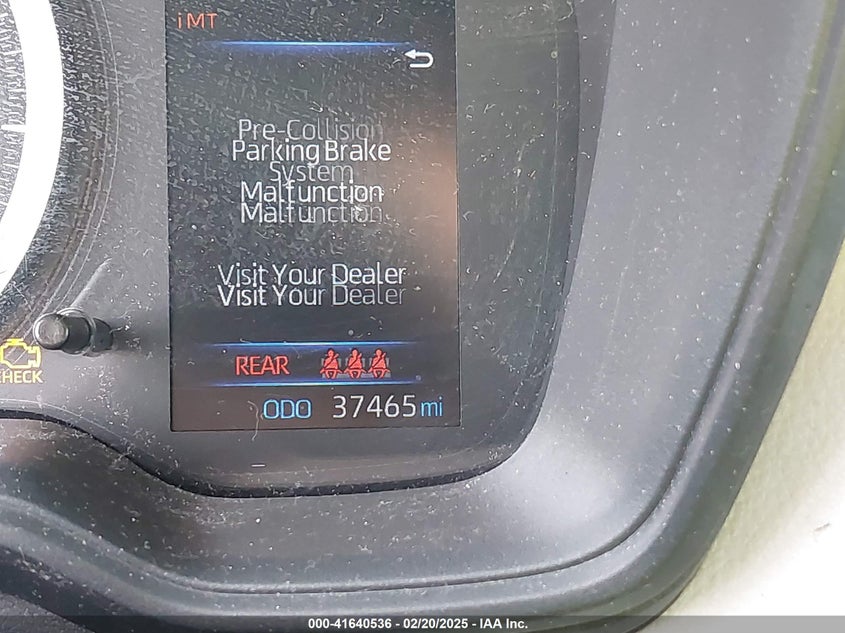 iMT
Pre-Collision
Parking Brake
System
Malfunction
Malfunction
Visit Your Dealer
Visit Your Dealer
REAR
CHECK
ODO 37465 mi
000-41640536 - 02/20/2025 - IAA Inc.